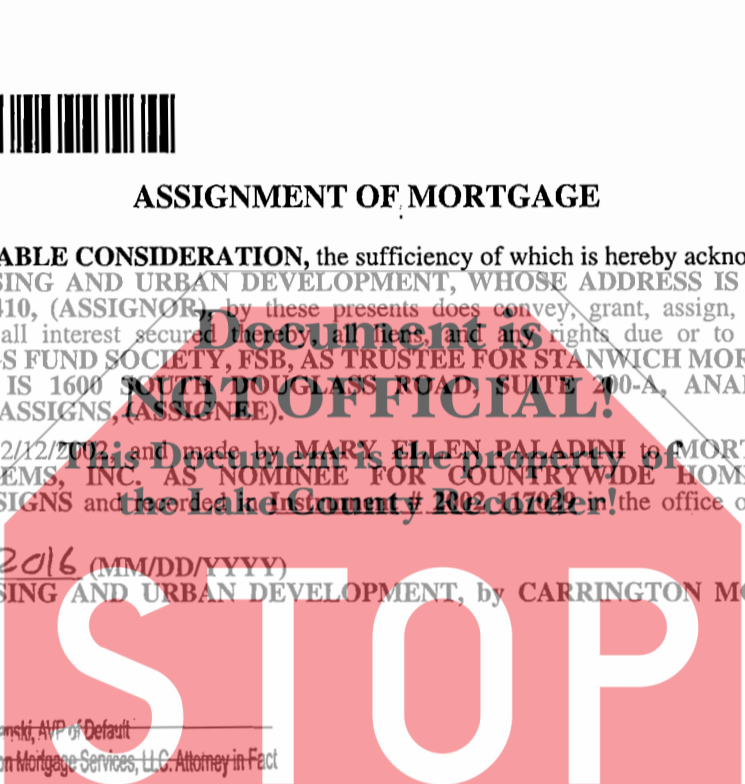 ASSIGNMENT OF MORTGAGE
ABLE CONSIDERATION, the sufficiency of which is hereby ackno
SING AND URBAN DEVELOPMENT, WHOSE ADDRESS IS
410, (ASSIGNOR), by these presents does convey, grant, assign,
all interest secured thereby, all liens, and any rights due or to
S FUND SOCIETY, FSB, AS TRUSTEE FOR STANWICH MOR
IS 1600 SOUTH DOUGLASS ROAD, SUITE 200-A, ANA
ASSIGNS, (ASSIGNEE).
Document is
NOT OFFICIAL!
This Document is the property of
the Lake County Recorder!
2/12/2002, and made by MARY ELLEN PALADINI to MORT
EMS, INC. AS NOMINEE FOR COUNTRYWIDE HOM
SIGNS and recorded in Instrument # 2002 117029 in the office o
2016 (MM/DD/YYYY)
SING AND URBAN DEVELOPMENT, by CARRINGTON MO
STOP
nski, AVP of Default
on Mortgage Services, LLC. Attorney in Fact